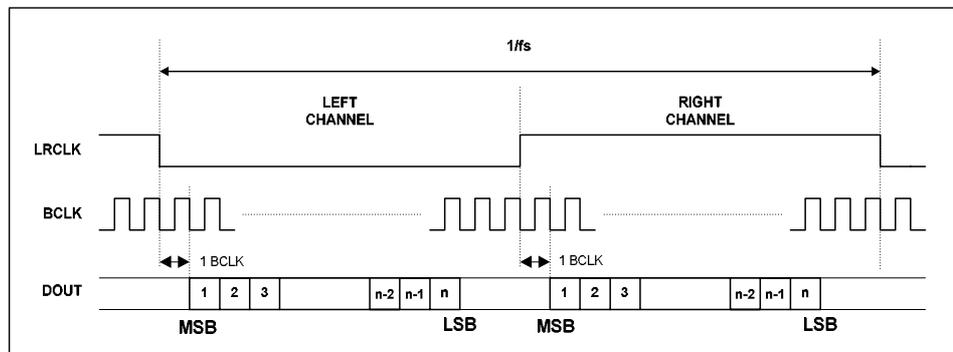 1/fs
LEFT
CHANNEL
RIGHT
CHANNEL
LRCLK
BCLK
1 BCLK
1 BCLK
DOUT
1 2 3 n-2 n-1 n 1 2 3 n-2 n-1 n
MSB LSB MSB LSB